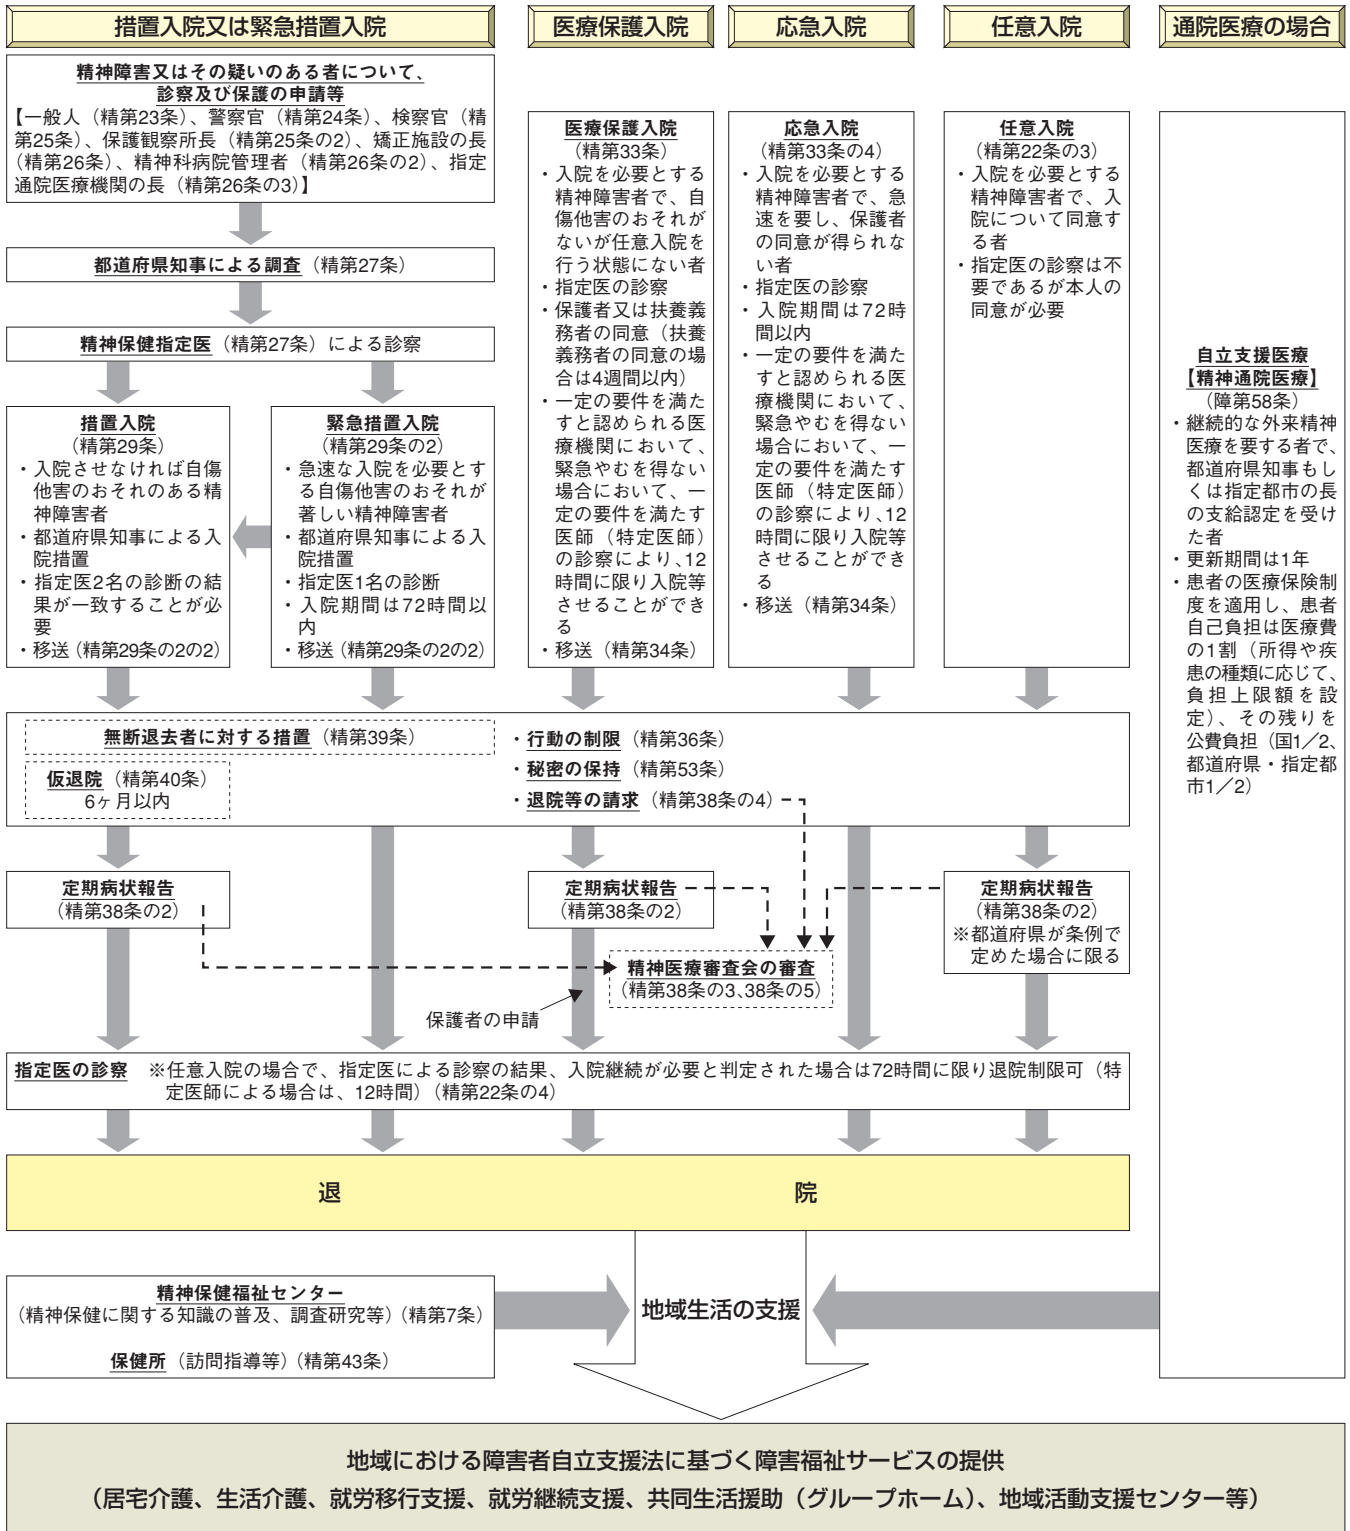 措置入院又は緊急措置入院
医療保護入院
応急入院
任意入院
通院医療の場合
精神障害又はその疑いのある者について、
診察及び保護の申請等
【一般人（精第23条）、警察官（精第24条）、検察官（精
第25条）、保護観察所長（精第25条の2）、矯正施設の長
（精第26条）、精神科病院管理者（精第26条の2）、指定
通院医療機関の長（精第26条の3）】
都道府県知事による調査（精第27条）
精神保健指定医（精第27条）による診察
措置入院
（精第29条）
・入院させなければ自傷
他害のおそれのある精
神障害者
・都道府県知事による入
院措置
・指定医2名の診断の結
果が一致することが必
要
・移送（精第29条の2の2）
緊急措置入院
（精第29条の2）
・急速な入院を必要とす
る自傷他害のおそれが
著しい精神障害者
・都道府県知事による入
院措置
・指定医1名の診断
・入院期間は72時間以
内
・移送（精第29条の2の2）
医療保護入院
（精第33条）
・入院を必要とする
精神障害者で、自
傷他害のおそれが
ないが任意入院を
行う状態にない者
・指定医の診察
・保護者又は扶養義
務者の同意（扶養
義務者の同意の場
合は4週間以内）
・一定の要件を満た
すと認められる医
療機関において、
緊急やむを得ない
場合において、一
定の要件を満たす
医師（特定医師）
の診察により、12
時間に限り入院等
させることができ
る
・移送（精第34条）
応急入院
（精第33条の4）
・入院を必要とする
精神障害者で、急
速を要し、保護者
の同意が得られな
い者
・指定医の診察
・入院期間は72時
間以内
・一定の要件を満た
すと認められる医
療機関において、
緊急やむを得ない
場合において、一
定の要件を満たす
医師（特定医師）
の診察により、12
時間に限り入院等
させることができ
る
・移送（精第34条）
任意入院
（精第22条の3）
・入院を必要とする
精神障害者で、入
院について同意す
る者
・指定医の診察は不
要であるが本人の
同意が必要
自立支援医療
【精神通院医療】
（障第58条）
・継続的な外来精神
医療を要する者で、
都道府県知事もし
くは指定都市の長
の支給認定を受け
た者
・更新期間は1年
・患者の医療保険制
度を適用し、患者
自己負担は医療費
の1割（所得や疾
患の種類に応じて、
負担上限額を設
定）、その残りを
公費負担（国1／2、
都道府県・指定都
市1／2）
無断退去者に対する措置（精第39条）
仮退院（精第40条）
6ヶ月以内
・行動の制限（精第36条）
・秘密の保持（精第53条）
・退院等の請求（精第38条の4）
定期病状報告
（精第38条の2）
定期病状報告
（精第38条の2）
定期病状報告
（精第38条の2）
※都道府県が条例で
定めた場合に限る
精神医療審査会の審査
（精第38条の3､38条の5）
保護者の申請
指定医の診察　※任意入院の場合で、指定医による診察の結果、入院継続が必要と判定された場合は72時間に限り退院制限可（特
定医師による場合は、12時間）（精第22条の4）
退　院
精神保健福祉センター
（精神保健に関する知識の普及、調査研究等）（精第7条）
保健所（訪問指導等）（精第43条）
地域生活の支援
地域における障害者自立支援法に基づく障害福祉サービスの提供
（居宅介護、生活介護、就労移行支援、就労継続支援、共同生活援助（グループホーム）、地域活動支援センター等）